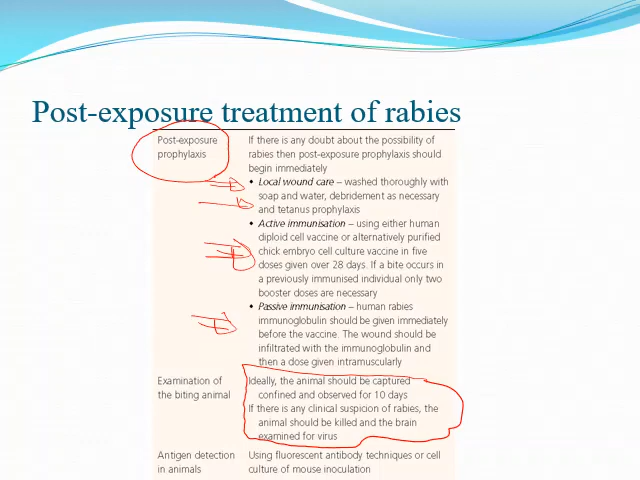 Post-exposure treatment of rabies
Post-exposure
prophylaxis
If there is any doubt about the possibility of
rabies then post-exposure prophylaxis should
begin immediately
• Local wound care – washed thoroughly with
soap and water, debridement as necessary
and tetanus prophylaxis
• Active immunisation – using either human
diploid cell vaccine or alternatively purified
chick embryo cell culture vaccine in five
doses given over 28 days. If a bite occurs in
a previously immunised individual only two
booster doses are necessary
• Passive immunisation – human rabies
immunoglobulin should be given immediately
before the vaccine. The wound should be
infiltrated with the immunoglobulin and
then a dose given intramuscularly
Examination of
the biting animal
Ideally, the animal should be captured
confined and observed for 10 days
If there is any clinical suspicion of rabies, the
animal should be killed and the brain
examined for virus
Antigen detection
in animals
Using fluorescent antibody techniques or cell
culture of mouse inoculation